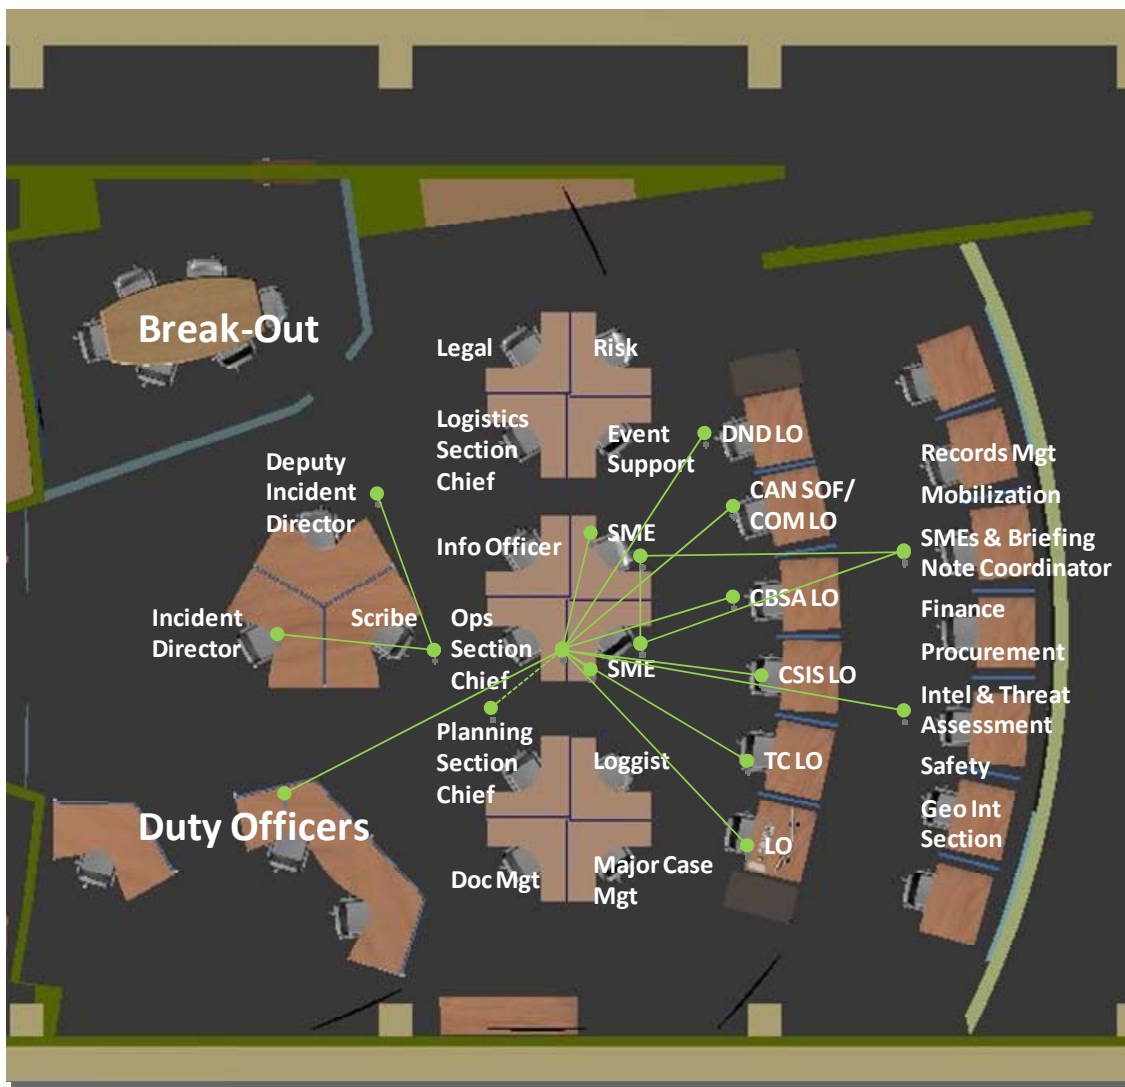 Break-Out
Legal
Risk
Logistics
Section
Chief
Event
Support
DND LO
Records Mgt
Deputy
Incident
Director
CAN SOF/
COM LO
Mobilization
Info Officer
SME
SMEs & Briefing
Note Coordinator
CBSA LO
Finance
Incident
Director
Scribe
Ops
Section
Chief
SME
CSIS LO
Procurement
Intel & Threat
Assessment
Planning
Section
Chief
Loggist
TC LO
Safety
Duty Officers
LO
Geo Int
Section
Doc Mgt
Major Case
Mgt